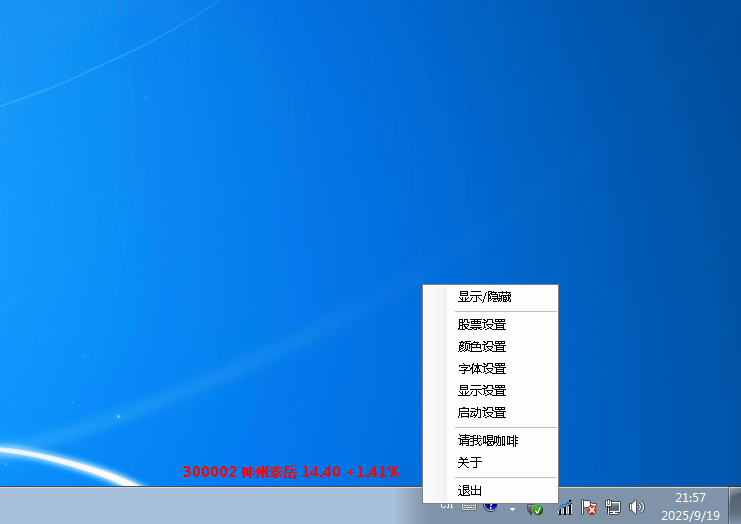 显示/隐藏
股票设置
颜色设置
字体设置
显示设置
启动设置
请我喝咖啡
关于
退出
300002 神州泰岳 14.40 +1.41%
21:57
2025/9/19